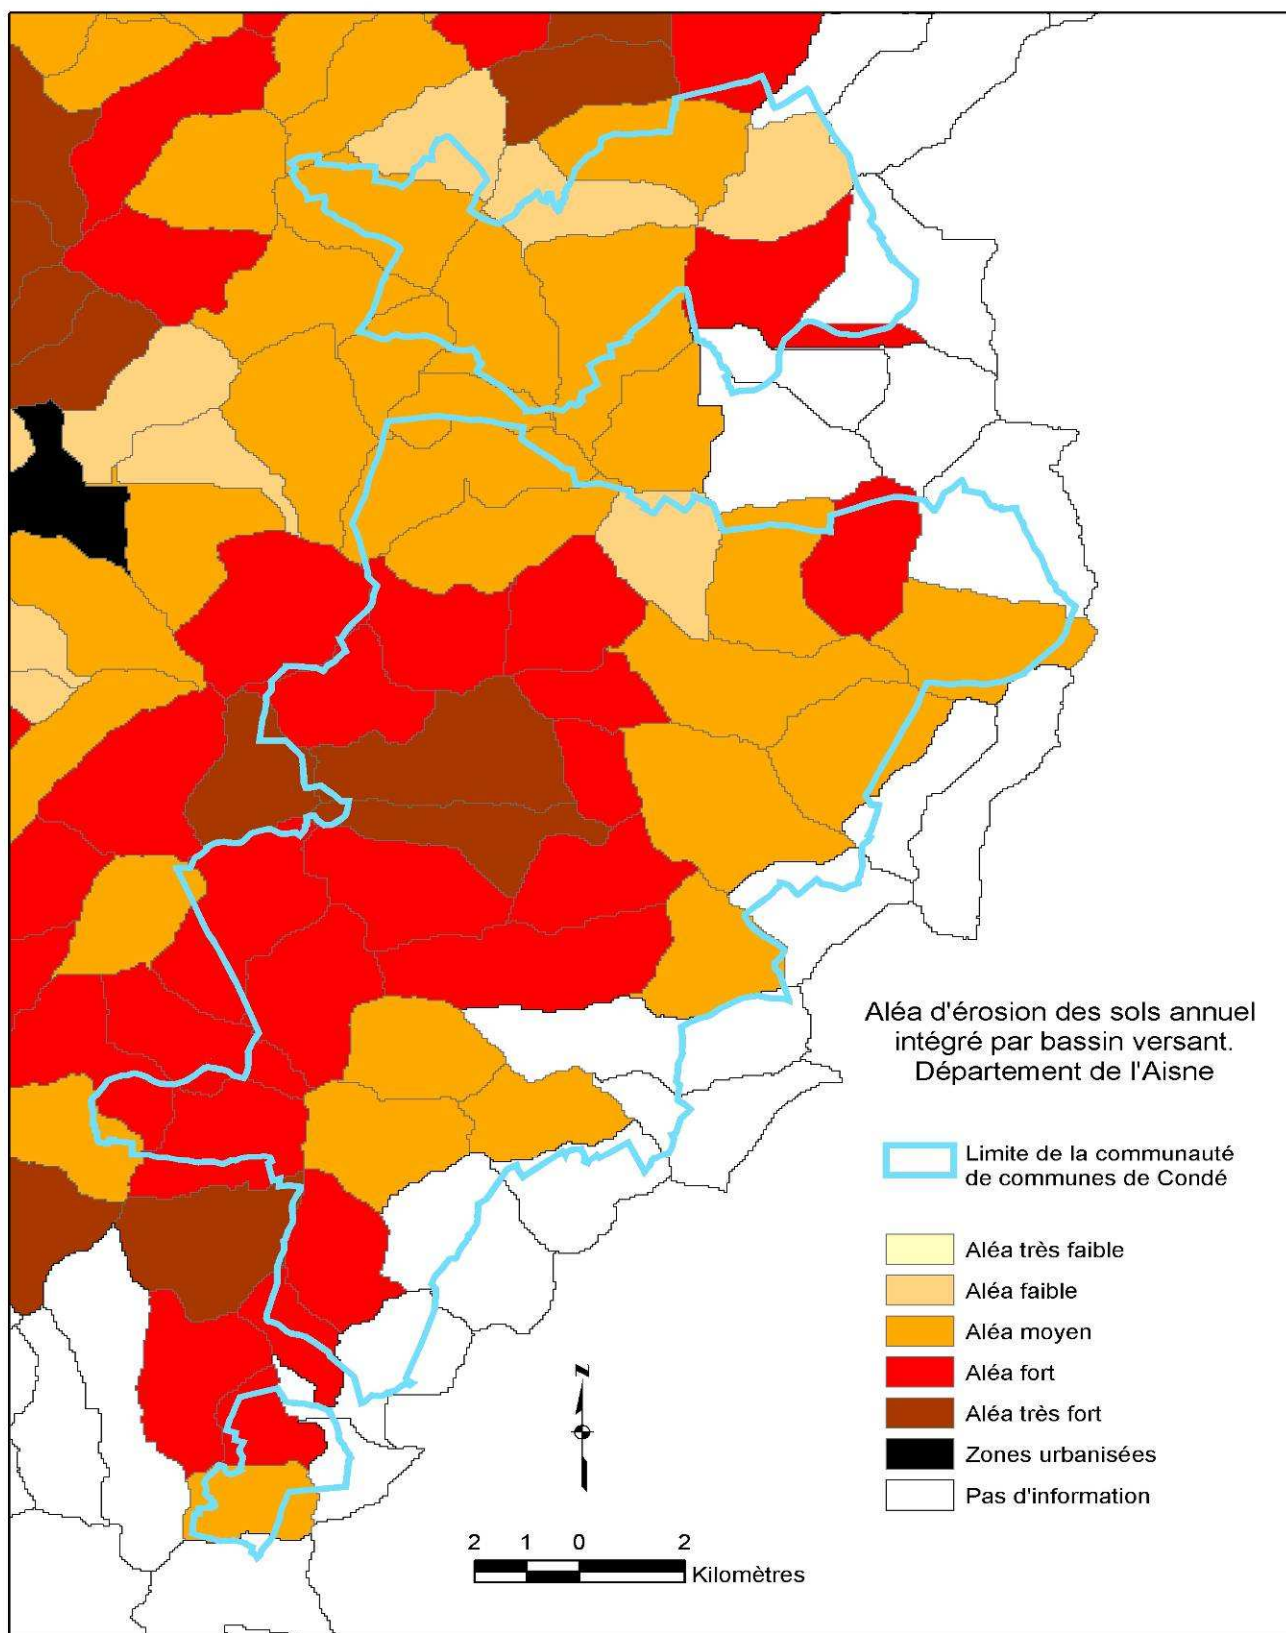 Aléa d'érosion des sols annuel
intégré par bassin versant.
Département de l'Aisne
Limite de la communauté
de communes de Condé
Aléa très faible
Aléa faible
Aléa moyen
Aléa fort
Aléa très fort
Zones urbanisées
Pas d'information
N
2 1 0 2
Kilomètres